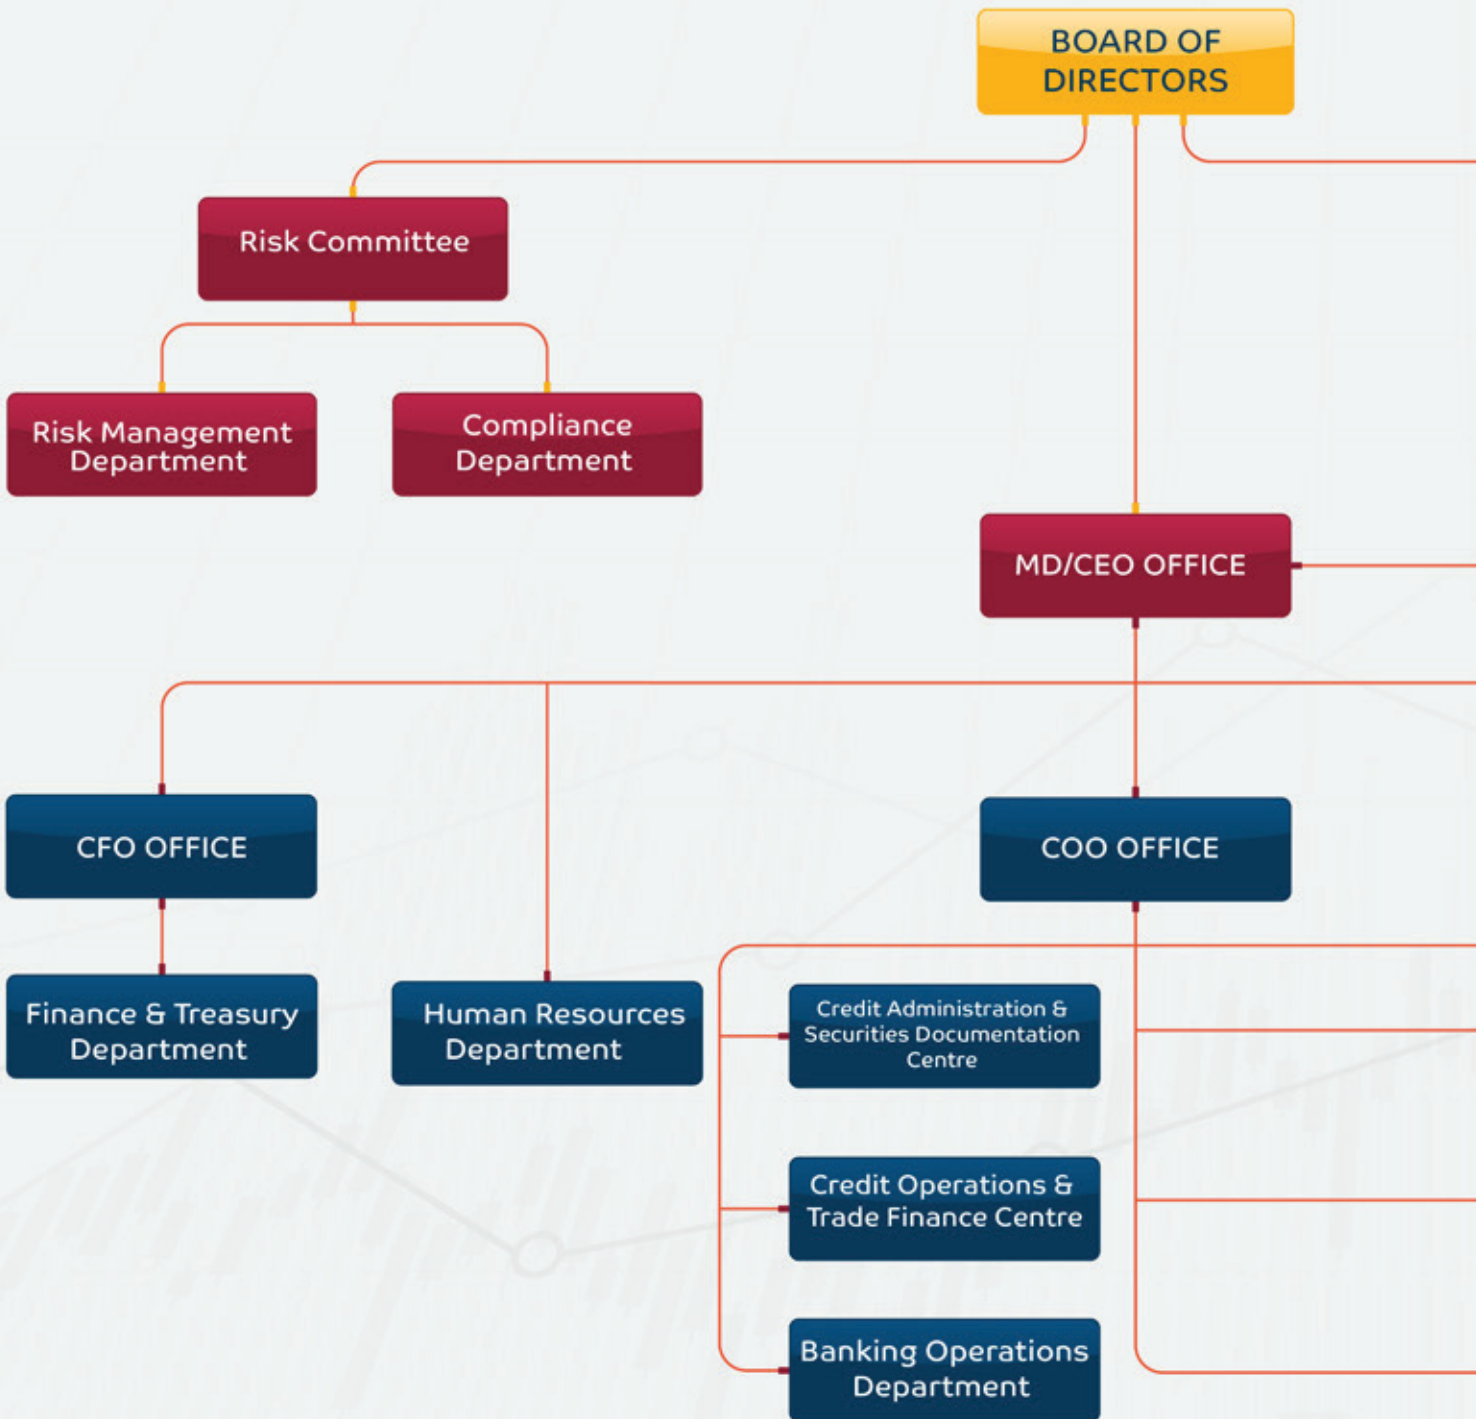 BOARD OF
DIRECTORS
Risk Committee
Risk Management
Department
Compliance
Department
MD/CEO OFFICE
CFO OFFICE
COO OFFICE
Finance & Treasury
Department
Human Resources
Department
Credit Administration &
Securities Documentation
Centre
Credit Operations &
Trade Finance Centre
Banking Operations
Department